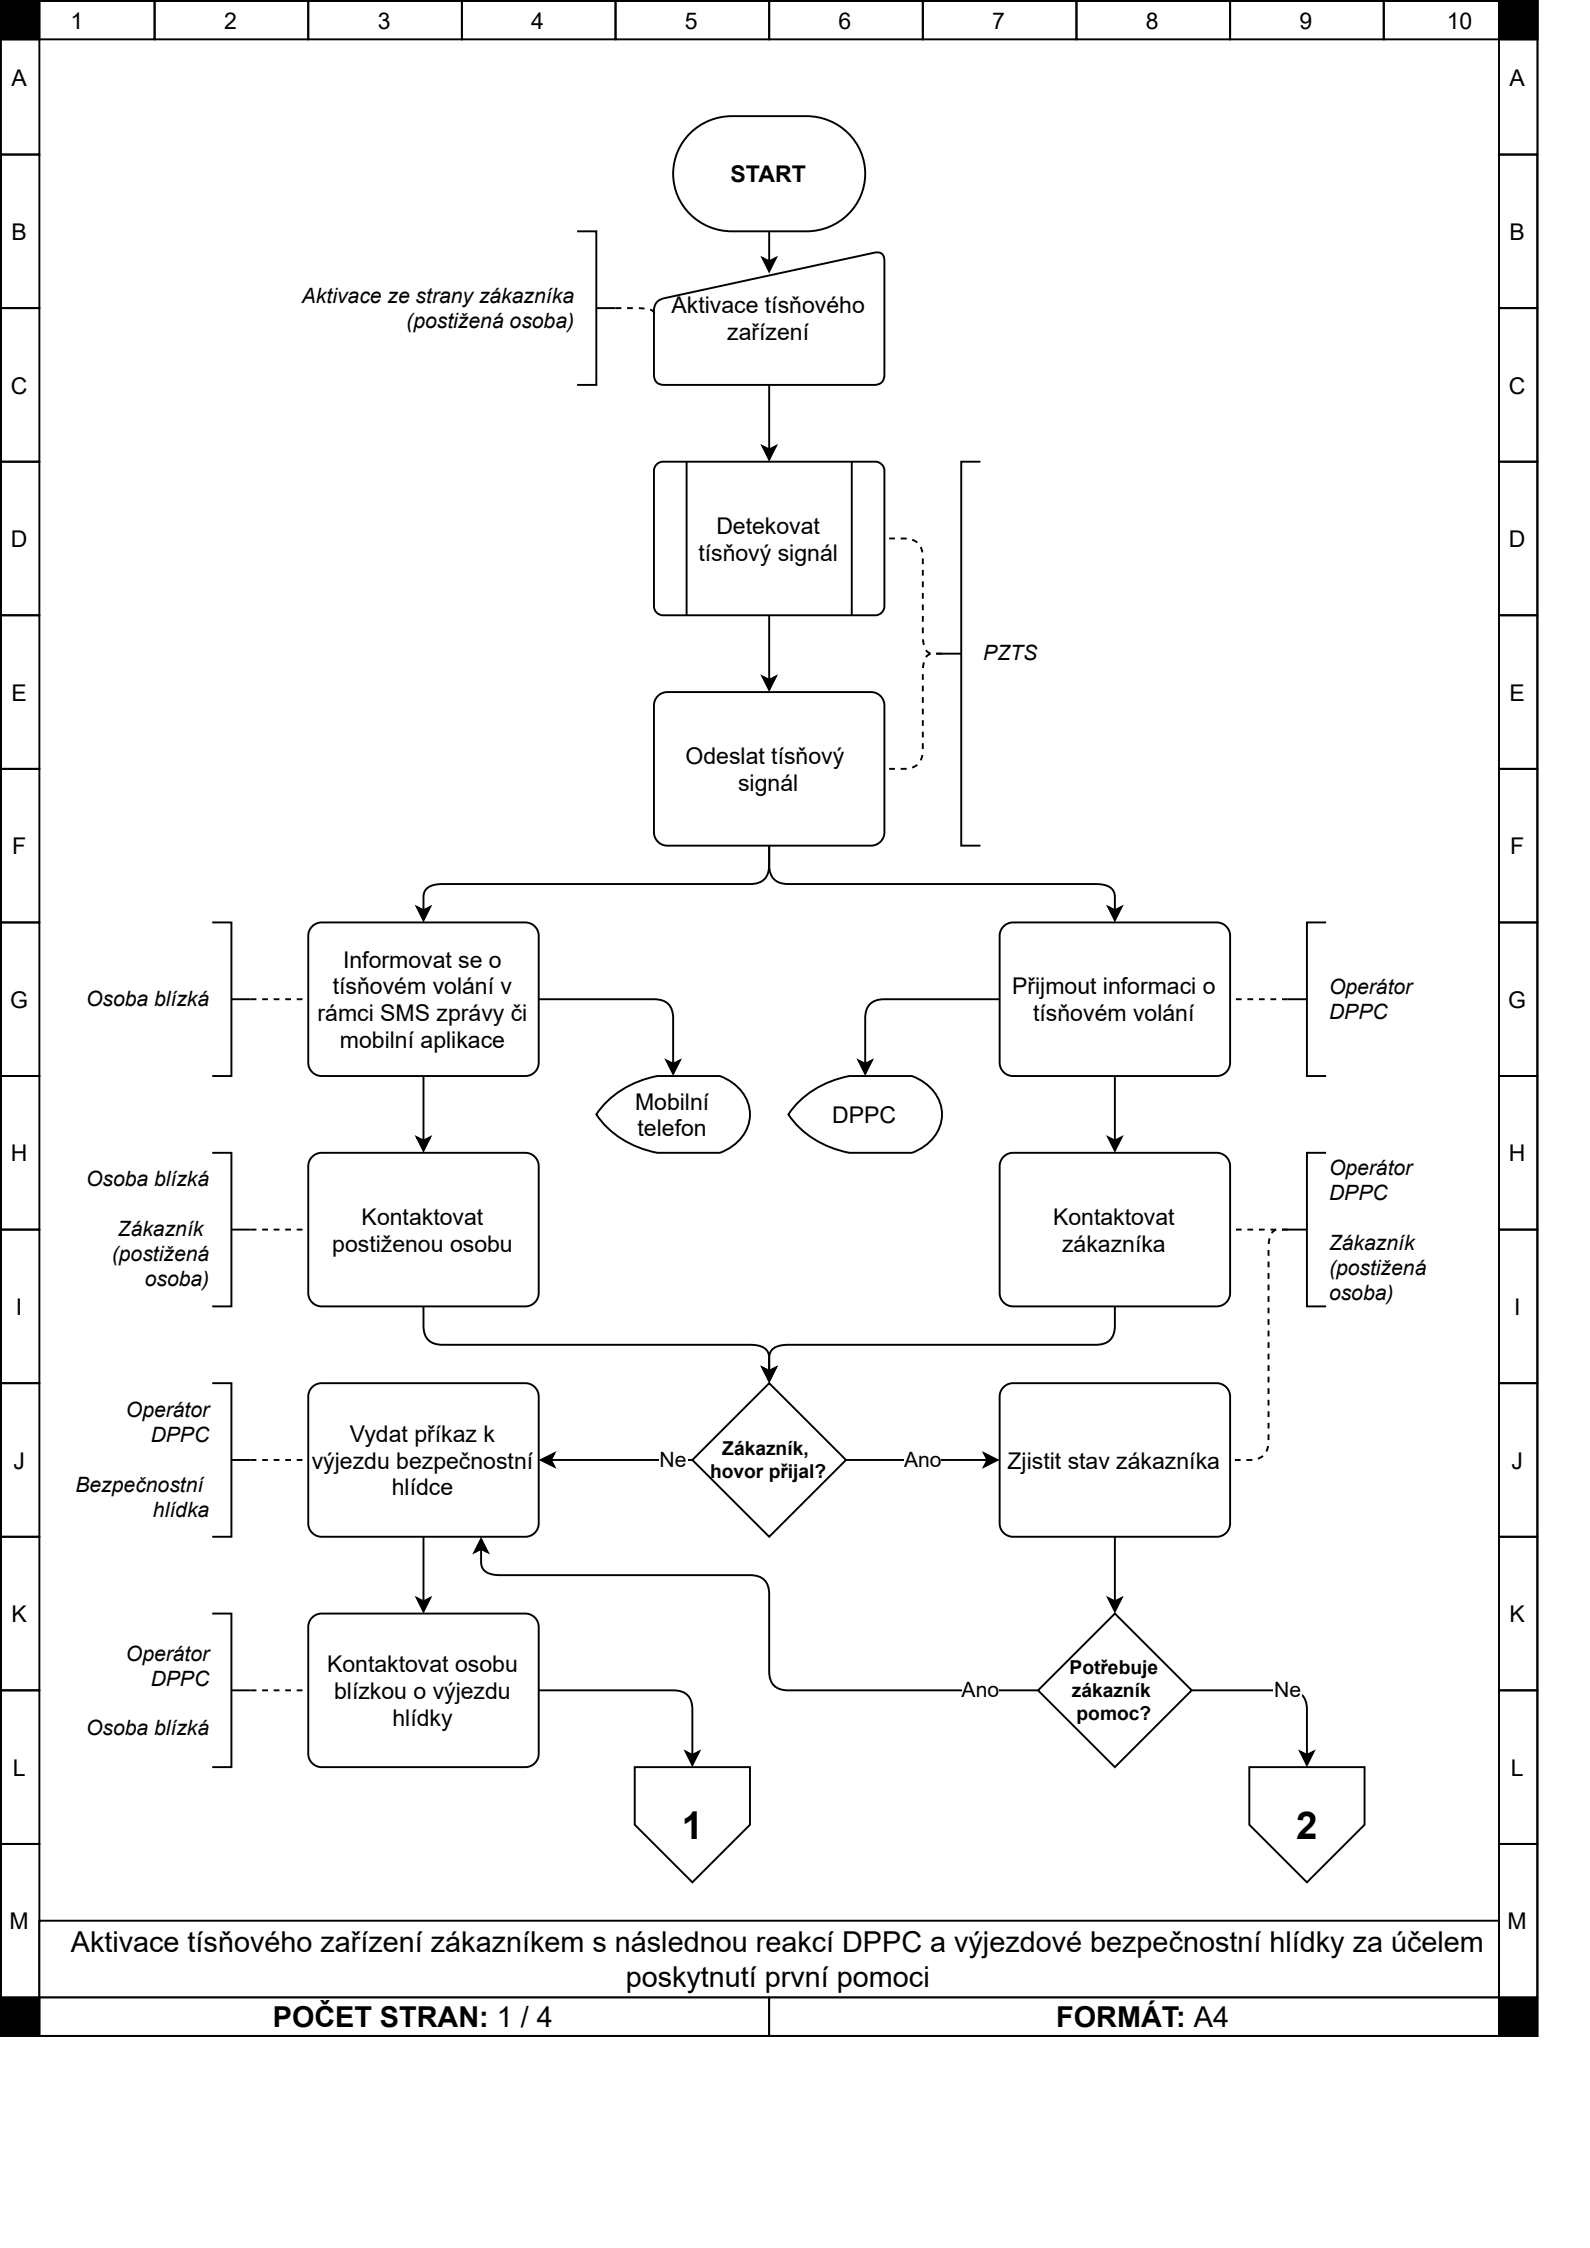 1 2 3 4 5 6 7 8 9 10
A A
START
B B
Aktivace ze strany zákazníka
(postižená osoba)
Aktivace tísňového
zařízení
C C
D D
Detekovat
tísňový signál
PZTS
E E
Odeslat tísňový
signál
F F
Informovat se o
tísňovém volání v
rámci SMS zprávy či
mobilní aplikace
Osoba blízká
Přijmout informaci o
tísňovém volání
Operátor
DPPC
G G
Mobilní
telefon
DPPC
H H
Osoba blízká
Zákazník
(postižená
osoba)
Kontaktovat
postiženou osobu
Kontaktovat
zákazníka
Operátor
DPPC
Zákazník
(postižená
osoba)
I I
Operátor
DPPC
Bezpečnostní
hlídka
Vydat příkaz k
výjezdu bezpečnostní
hlídce
Ne
Zákazník,
hovor přijal?
Ano
Zjistit stav zákazníka
J J
K K
Operátor
DPPC
Osoba blízká
Kontaktovat osobu
blízkou o výjezdu
hlídky
Ano
Potřebuje
zákazník
pomoc?
Ne
L L
1
2
M M
Aktivace tísňového zařízení zákazníkem s následnou reakcí DPPC a výjezdové bezpečnostní hlídky za účelem
poskytnutí první pomoci
POČET STRAN: 1 / 4
FORMÁT: A4